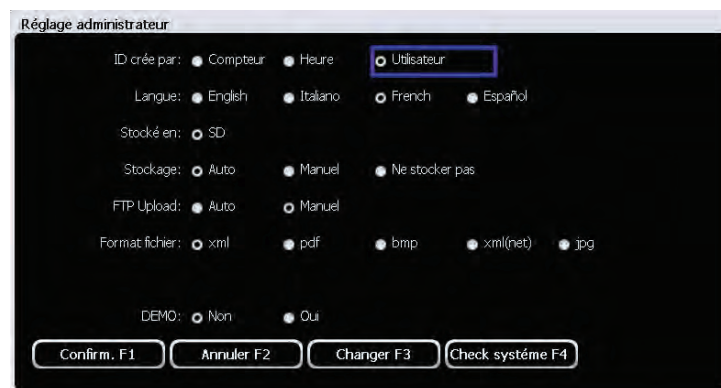 Réglage administrateur
ID crée par: Compteur Heure Utilisateur
Langue: English Italiano French Español
Stocké en: SD
Stockage: Auto Manuel Ne stocker pas
FTP Upload: Auto Manuel
Format fichier: xml pdf bmp xml(net) jpg
DEMO: Non Oui
Confirm. F1 Annuler F2 Changer F3 Check systéme F4